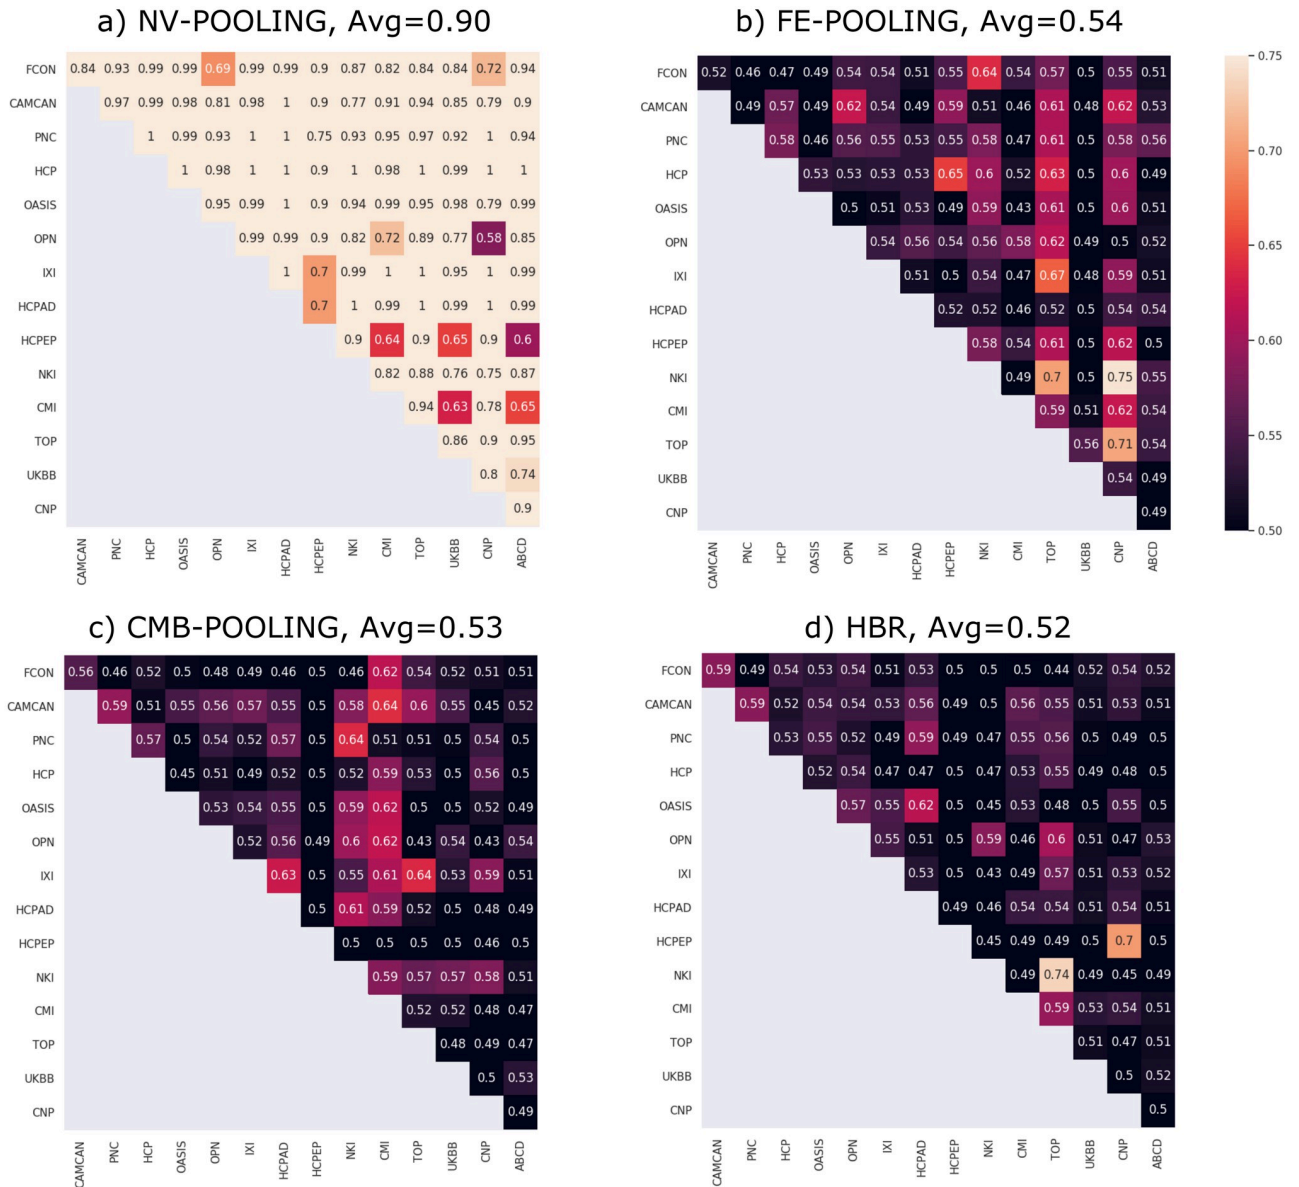 a) NV-POOLING, Avg=0.90
FCON 0.84 0.93 0.99 0.99 0.69 0.99 0.99 0.9 0.87 0.82 0.84 0.84 0.72 0.94
CAMCAN 0.97 0.99 0.98 0.81 0.98 1 0.9 0.77 0.91 0.94 0.85 0.79 0.9
PNC 1 0.99 0.93 1 1 0.75 0.93 0.95 0.97 0.92 1 0.94
HCP 1 0.98 1 1 0.9 1 0.98 1 0.99 1 1
OASIS 0.95 0.99 1 0.9 0.94 0.99 0.95 0.98 0.79 0.99
OPN 0.99 0.99 0.9 0.82 0.72 0.89 0.77 0.58 0.85
IXI 1 0.7 0.99 1 1 0.95 1 0.99
HCPAD 0.7 1 0.99 1 0.99 1 0.99
HCPEP 0.9 0.64 0.9 0.65 0.9 0.6
NKI 0.82 0.88 0.76 0.75 0.87
CMI 0.94 0.63 0.78 0.65
TOP 0.86 0.9 0.95
UKBB 0.8 0.74
CNP 0.9
CAMCAN PNC HCP OASIS OPN IXI HCPAD HCPEP NKI CMI TOP UKBB CNP ABCD
b) FE-POOLING, Avg=0.54
FCON 0.52 0.46 0.47 0.49 0.54 0.54 0.51 0.55 0.64 0.54 0.57 0.5 0.55 0.51
CAMCAN 0.49 0.57 0.49 0.62 0.54 0.49 0.59 0.51 0.46 0.61 0.48 0.62 0.53
PNC 0.58 0.46 0.56 0.55 0.53 0.55 0.58 0.47 0.61 0.5 0.58 0.56
HCP 0.53 0.53 0.53 0.53 0.65 0.6 0.52 0.63 0.5 0.6 0.49
OASIS 0.5 0.51 0.53 0.49 0.59 0.43 0.61 0.5 0.6 0.51
OPN 0.54 0.56 0.54 0.56 0.58 0.62 0.49 0.5 0.52
IXI 0.51 0.5 0.54 0.47 0.67 0.48 0.59 0.51
HCPAD 0.52 0.52 0.46 0.52 0.5 0.54 0.54
HCPEP 0.58 0.54 0.61 0.5 0.62 0.5
NKI 0.49 0.7 0.5 0.75 0.55
CMI 0.59 0.51 0.62 0.54
TOP 0.56 0.71 0.54
UKBB 0.54 0.49
CNP 0.49
CAMCAN PNC HCP OASIS OPN IXI HCPAD HCPEP NKI CMI TOP UKBB CNP ABCD
0.75
0.70
0.65
0.60
0.55
0.50
c) CMB-POOLING, Avg=0.53
FCON 0.56 0.46 0.52 0.5 0.48 0.49 0.46 0.5 0.46 0.62 0.54 0.52 0.51 0.51
CAMCAN 0.59 0.51 0.55 0.56 0.57 0.55 0.5 0.58 0.64 0.6 0.55 0.45 0.52
PNC 0.57 0.5 0.54 0.52 0.57 0.5 0.64 0.51 0.51 0.5 0.54 0.5
HCP 0.45 0.51 0.49 0.52 0.5 0.52 0.59 0.53 0.5 0.56 0.5
OASIS 0.53 0.54 0.55 0.5 0.59 0.62 0.5 0.5 0.52 0.49
OPN 0.52 0.56 0.49 0.6 0.62 0.43 0.54 0.43 0.54
IXI 0.63 0.5 0.55 0.61 0.64 0.53 0.59 0.51
HCPAD 0.5 0.61 0.59 0.52 0.5 0.48 0.49
HCPEP 0.5 0.5 0.5 0.5 0.46 0.5
NKI 0.59 0.57 0.57 0.58 0.51
CMI 0.52 0.52 0.48 0.47
TOP 0.48 0.49 0.47
UKBB 0.5 0.53
CNP 0.49
CAMCAN PNC HCP OASIS OPN IXI HCPAD HCPEP NKI CMI TOP UKBB CNP ABCD
d) HBR, Avg=0.52
FCON 0.59 0.49 0.54 0.53 0.54 0.51 0.53 0.5 0.5 0.5 0.44 0.52 0.54 0.52
CAMCAN 0.59 0.52 0.54 0.54 0.53 0.56 0.49 0.5 0.56 0.55 0.51 0.53 0.51
PNC 0.53 0.55 0.52 0.49 0.59 0.49 0.47 0.55 0.56 0.5 0.49 0.5
HCP 0.52 0.54 0.47 0.47 0.5 0.47 0.53 0.55 0.49 0.48 0.5
OASIS 0.57 0.55 0.62 0.5 0.45 0.53 0.48 0.5 0.55 0.5
OPN 0.55 0.51 0.5 0.59 0.46 0.6 0.51 0.47 0.53
IXI 0.53 0.5 0.43 0.49 0.57 0.51 0.53 0.52
HCPAD 0.49 0.46 0.54 0.54 0.51 0.54 0.51
HCPEP 0.45 0.49 0.49 0.5 0.7 0.5
NKI 0.49 0.74 0.49 0.45 0.49
CMI 0.59 0.53 0.54 0.51
TOP 0.51 0.47 0.51
UKBB 0.5 0.52
CNP 0.5
CAMCAN PNC HCP OASIS OPN IXI HCPAD HCPEP NKI CMI TOP UKBB CNP ABCD